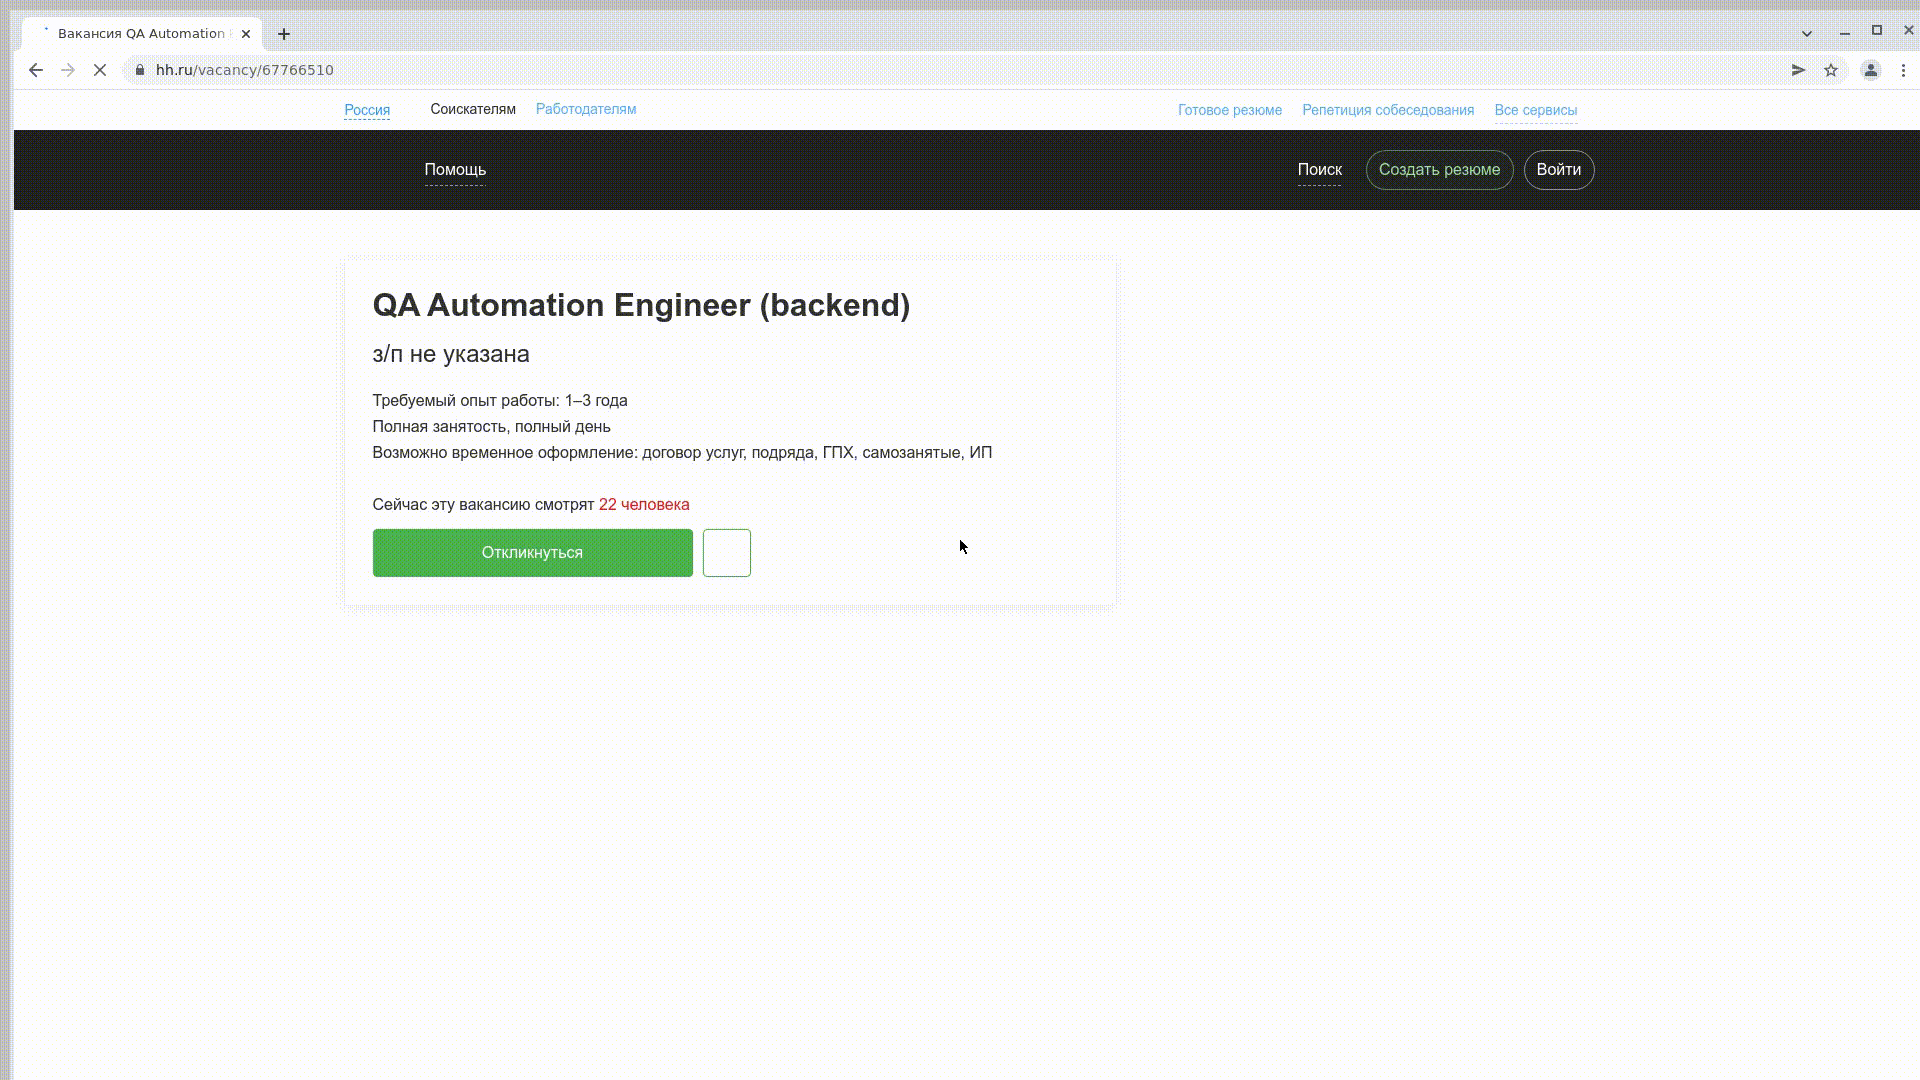 Вакансия QA Automation
hh.ru/vacancy/67766510
Россия Соискателям Работодателям Готовое резюме Репетиция собеседования Все сервисы
Помощь Поиск Создать резюме Войти
QA Automation Engineer (backend)
з/п не указана
Требуемый опыт работы: 1–3 года
Полная занятость, полный день
Возможно временное оформление: договор услуг, подряда, ГПХ, самозанятые, ИП
Сейчас эту вакансию смотрят 22 человека
Откликнуться